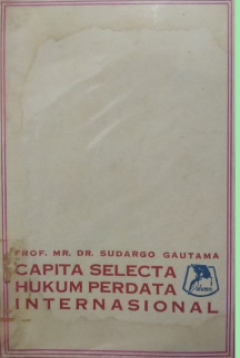 PROF. MR. DR. SUDARGO GAUTAMA
CAPITA SELECTA
HUKUM PERDATA
INTERNASIONAL